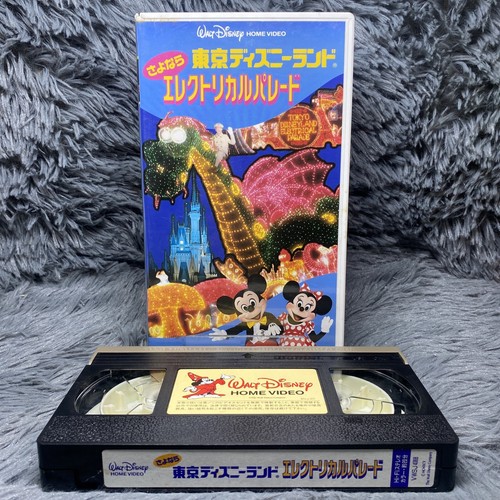 Walt Disney HOME VIDEO
さよなら 東京ディズニーランド®
エレクトリカルパレード
TOKYO
DISNEYLAND
ELECTRICAL
PARADE
WALT DISNEY
HOME VIDEO
Walt Disney
HOME VIDEO
さよなら
東京ディズニーランド® エレクトリカルパレード